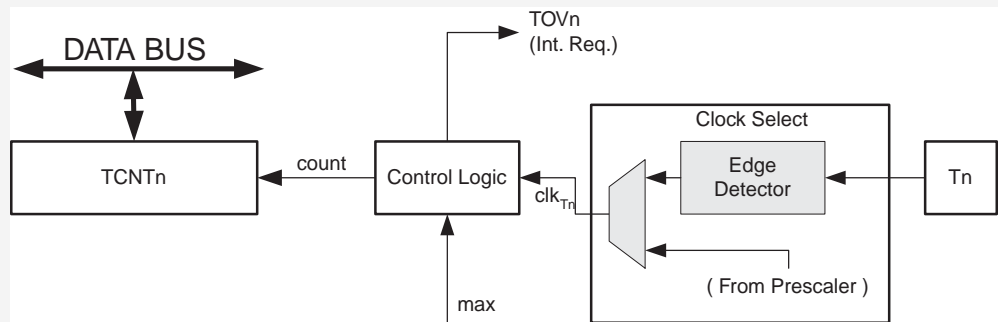 TOVn
(Int. Req.)
DATA BUS
Clock Select
TCNTn
count
Control Logic
clkTn
Edge
Detector
Tn
( From Prescaler )
max